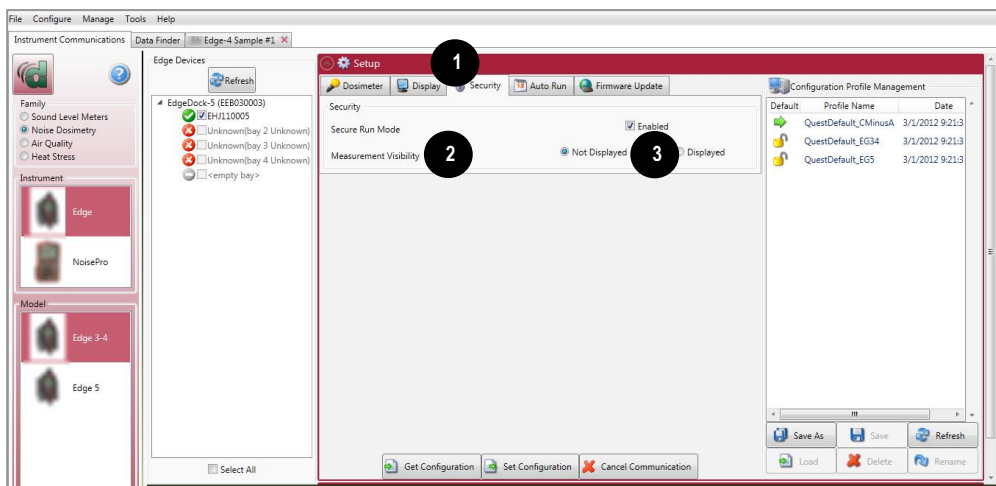 File Configure Manage Tools Help
Instrument Communications Data Finder Edge-4 Sample #1
Family
Sound Level Meters
Noise Dosimetry
Air Quality
Heat Stress
Instrument
Edge
NoisePro
Model
Edge 3-4
Edge 5
Edge Devices
Refresh
EdgeDock-5 (EEB030003)
EHJ110005
Unknown(bay 2 Unknown)
Unknown(bay 3 Unknown)
Unknown(bay 4 Unknown)
<empty bay>
Select All
Setup
1
Dosimeter Display Security Auto Run Firmware Update
Security
Secure Run Mode Enabled
Measurement Visibility 2 Not Displayed 3 Displayed
Get Configuration Set Configuration Cancel Communication
Configuration Profile Management
Default Profile Name Date
QuestDefault_CMinusA 3/1/2012 9:21:3
QuestDefault_EG34 3/1/2012 9:21:3
QuestDefault_EG5 3/1/2012 9:21:3
Save As Save Refresh
Load Delete Rename